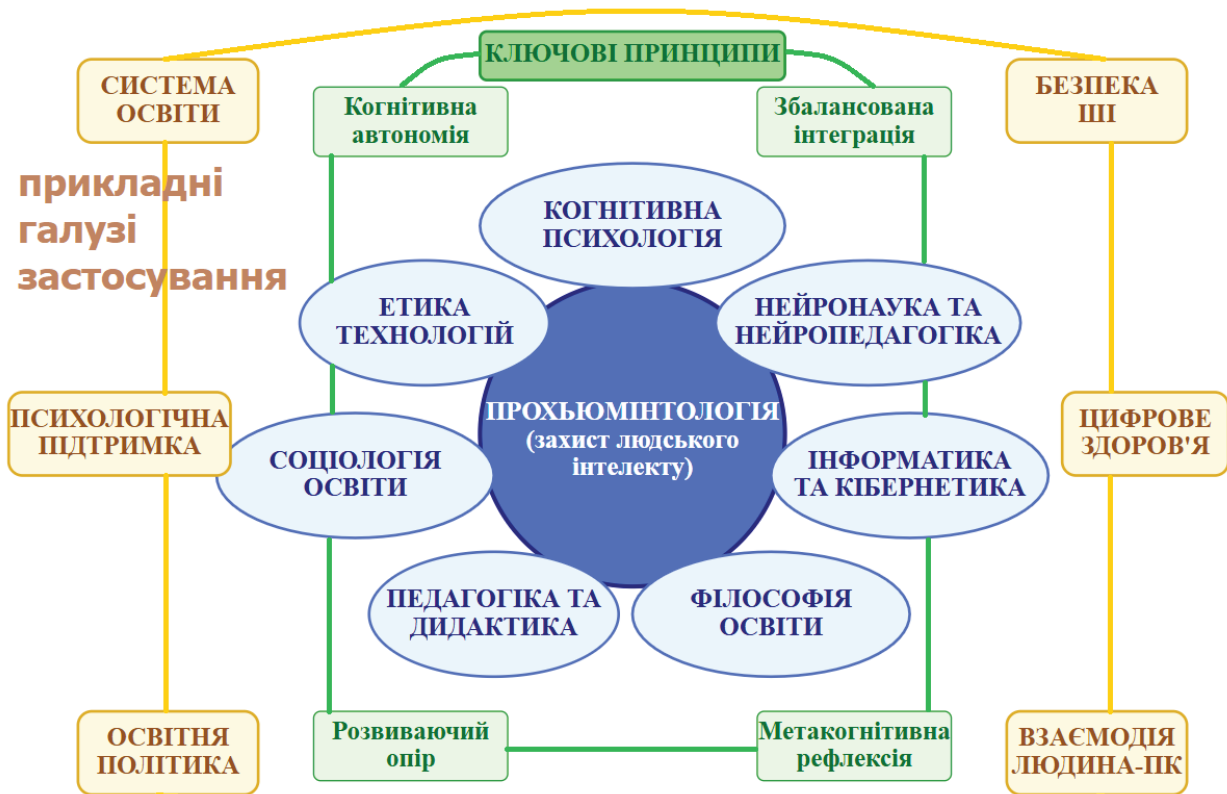 КЛЮЧОВІ ПРИНЦИПИ
СИСТЕМА
ОСВІТИ
Когнітивна
автономія
Збалансована
інтеграція
БЕЗПЕКА
ШІ
прикладні
галузі
застосування
КОГНІТИВНА
ПСИХОЛОГІЯ
ЕТИКА
ТЕХНОЛОГІЙ
НЕЙРОНАУКА ТА
НЕЙРОПЕДАГОГІКА
ПСИХОЛОГІЧНА
ПІДТРИМКА
ПРОХЬЮМІНТОЛОГІЯ
(захист людського
інтелекту)
ЦИФРОВЕ
ЗДОРОВ'Я
СОЦІОЛОГІЯ
ОСВІТИ
ІНФОРМАТИКА
ТА КІБЕРНЕТИКА
ПЕДАГОГІКА ТА
ДИДАКТИКА
ФІЛОСОФІЯ
ОСВІТИ
ОСВІТНЯ
ПОЛІТИКА
Розвиваючий
опір
Метакогнітивна
рефлексія
ВЗАЄМОДІЯ
ЛЮДИНА-ПК